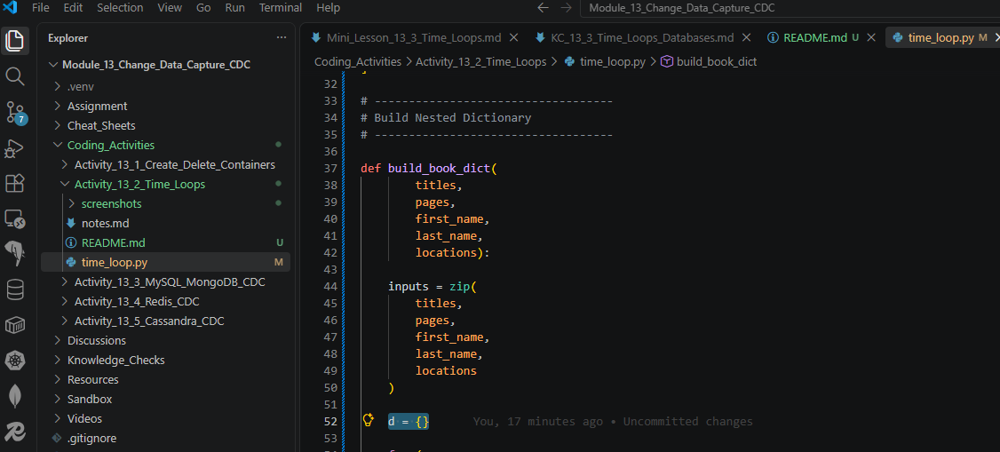 File Edit Selection View Go Run Terminal Help
Module_13_Change_Data_Capture_CDC
Explorer
Module_13_Change_Data_Capture_CDC
.venv
Assignment
Cheat_Sheets
Coding_Activities
Activity_13_1_Create_Delete_Containers
Activity_13_2_Time_Loops
screenshots
notes.md
README.md U
time_loop.py M
Activity_13_3_MySQL_MongoDB_CDC
Activity_13_4_Redis_CDC
Activity_13_5_Cassandra_CDC
Discussions
Knowledge_Checks
Resources
Sandbox
Videos
.gitignore
7
Mini_Lesson_13_3_Time_Loops.md
KC_13_3_Time_Loops_Databases.md
README.md U
time_loop.py M
Coding_Activities > Activity_13_2_Time_Loops > time_loop.py > build_book_dict
32
33 # -----------------------------------
34 # Build Nested Dictionary
35 # -----------------------------------
36
37 def build_book_dict(
38 titles,
39 pages,
40 first_name,
41 last_name,
42 locations):
43
44 inputs = zip(
45 titles,
46 pages,
47 first_name,
48 last_name,
49 locations
50 )
51
52 d = {} You, 17 minutes ago • Uncommitted changes
53